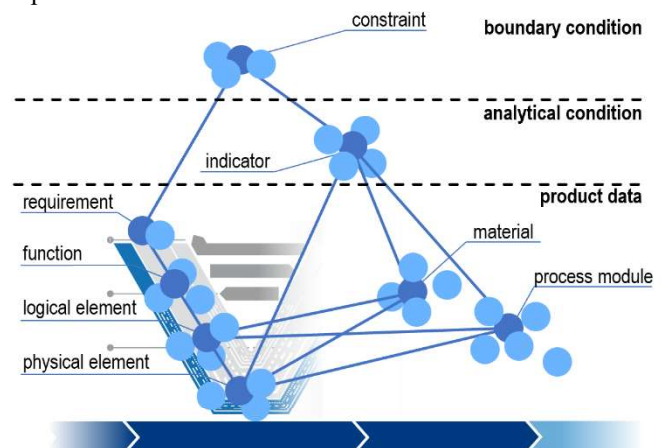 constraint
boundary condition
analytical condition
indicator
product data
requirement
material
function
process module
logical element
physical element